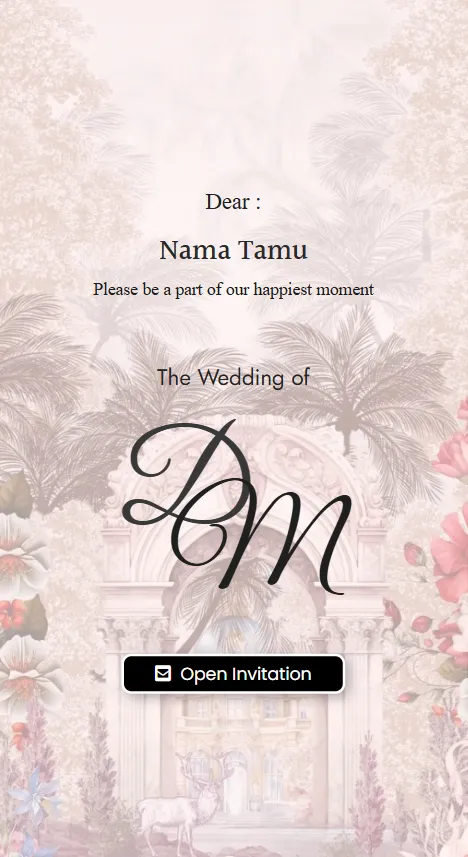 Dear :
Nama Tamu
Please be a part of our happiest moment
The Wedding of
DM
Open Invitation